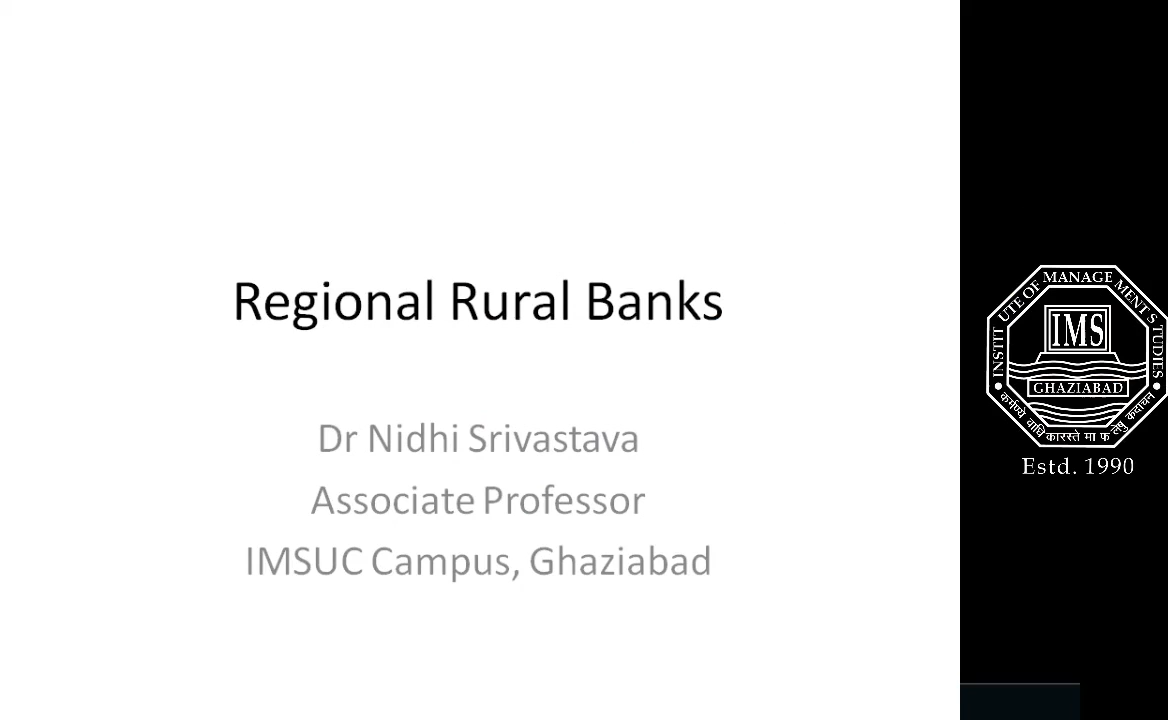 Regional Rural Banks
Dr Nidhi Srivastava
Associate Professor
IMSUC Campus, Ghaziabad
INSTITUTE OF MANAGEMENT STUDIES
IMS
GHAZIABAD
Estd. 1990